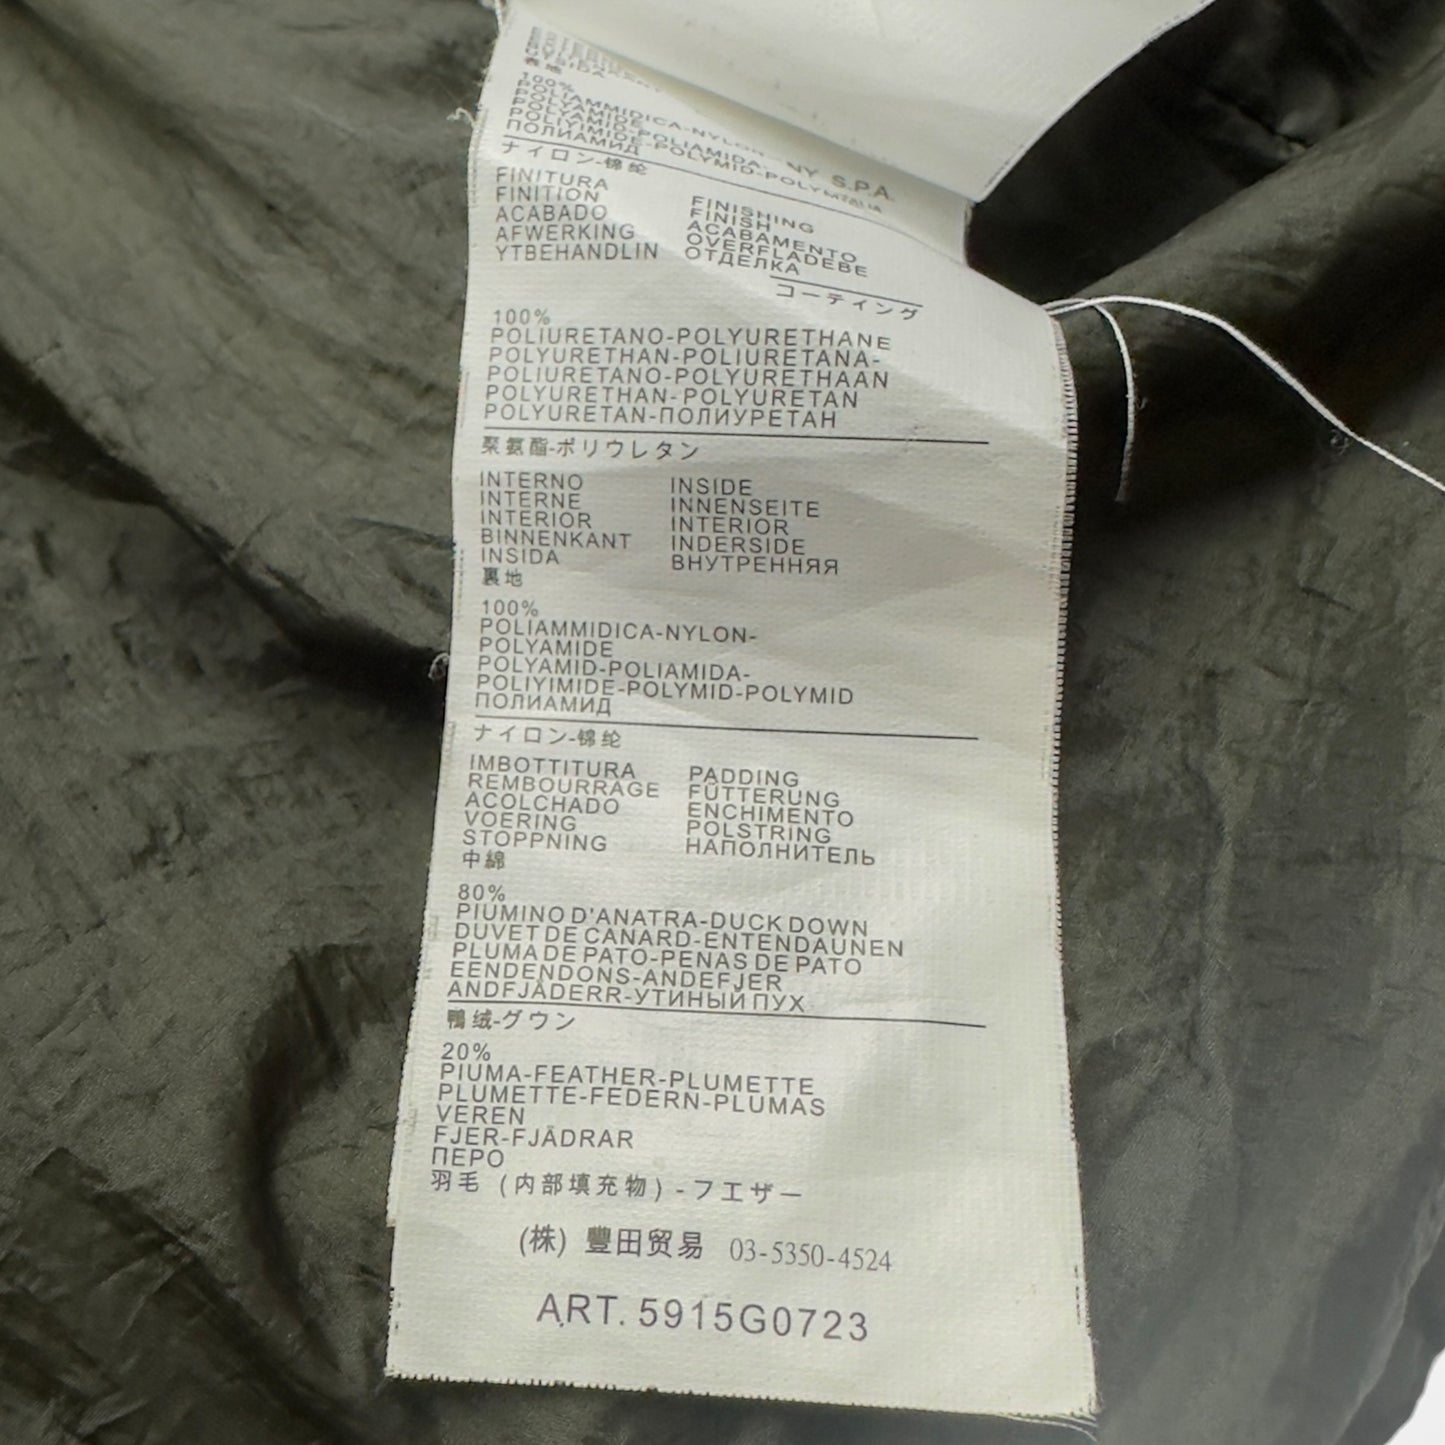 表地
100%
POLIAMMIDICA-NYLON-
POLYAMIDE
POLYAMID-POLIAMIDA-
POLIYIMIDE-POLYMID-POLYMID
ПОЛИАМИД
ナイロン-锦纶
NY S.P.A.
FINITURA FINISHING
FINITION FINISH
ACABADO ACABAMENTO
AFWERKING OVERFLADEBE
YTBEHANDLIN ОТДЕЛКА
コーティング
100%
POLIURETANO-POLYURETHANE
POLYURETHAN-POLIURETANA-
POLIURETANO-POLYURETHAAN
POLYURETHAN-POLYURETAN
POLYURETAN-ПОЛИУРЕТАН
聚氨酯-ポリウレタン
INTERNO INSIDE
INTERNE INNENSEITE
INTERIOR INTERIOR
BINNENKANT INDERSIDE
INSIDA ВНУТРЕННЯЯ
裏地
100%
POLIAMMIDICA-NYLON-
POLYAMIDE
POLYAMID-POLIAMIDA-
POLIYIMIDE-POLYMID-POLYMID
ПОЛИАМИД
ナイロン-锦纶
IMBOTTITURA PADDING
REMBOURRAGE FÜTTERUNG
ACOLCHADO ENCHIMENTO
VOERING POLSTRING
STOPPNING НАПОЛНИТЕЛЬ
中綿
80%
PIUMINO D'ANATRA-DUCK DOWN
DUVET DE CANARD-ENTENDAUNEN
PLUMA DE PATO-PENAS DE PATO
EENDENDONS-ANDEFJER
ANDFJÄDERR-УТИНЫЙ ПУХ
鴨绒-グウン
20%
PIUMA-FEATHER-PLUMETTE
PLUMETTE-FEDERN-PLUMAS
VEREN
FJER-FJÄDRAR
ПЕРО
羽毛 (内部填充物) -フエザー
(株) 豐田贸易 03-5350-4524
ART. 5915G0723